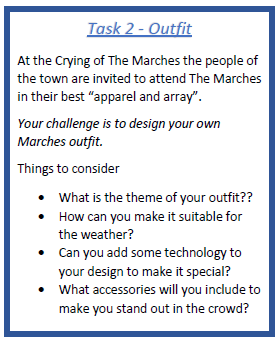 Task 2 - Outfit
At the Crying of The Marches the people of
the town are invited to attend The Marches
in their best “apparel and array”.
Your challenge is to design your own
Marches outfit.
Things to consider
• What is the theme of your outfit??
• How can you make it suitable for
the weather?
• Can you add some technology to
your design to make it special?
• What accessories will you include to
make you stand out in the crowd?